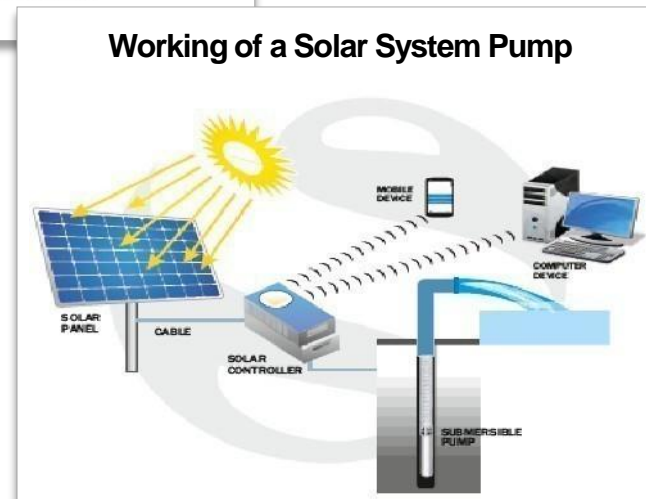 Working of a Solar System Pump
MOBILE
DEVICE
COMPUTER
DEVICE
SOLAR
PANEL
CABLE
SOLAR
CONTROLLER
SUBMERSIBLE
PUMP